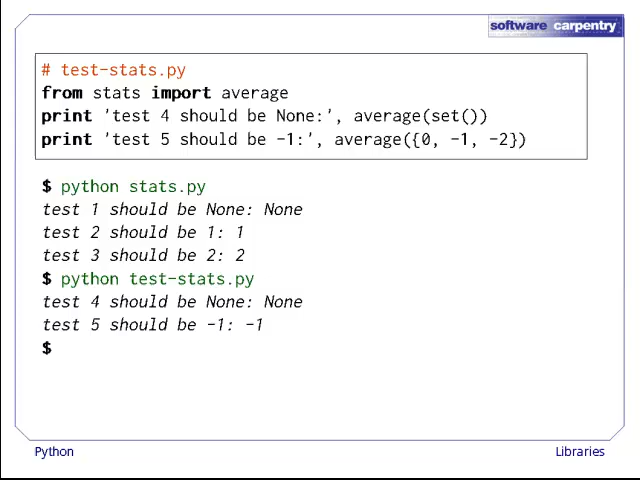 software carpentry
# test-stats.py
from stats import average
print 'test 4 should be None:', average(set())
print 'test 5 should be -1:', average({0, -1, -2})
$ python stats.py
test 1 should be None: None
test 2 should be 1: 1
test 3 should be 2: 2
$ python test-stats.py
test 4 should be None: None
test 5 should be -1: -1
$
Python
Libraries